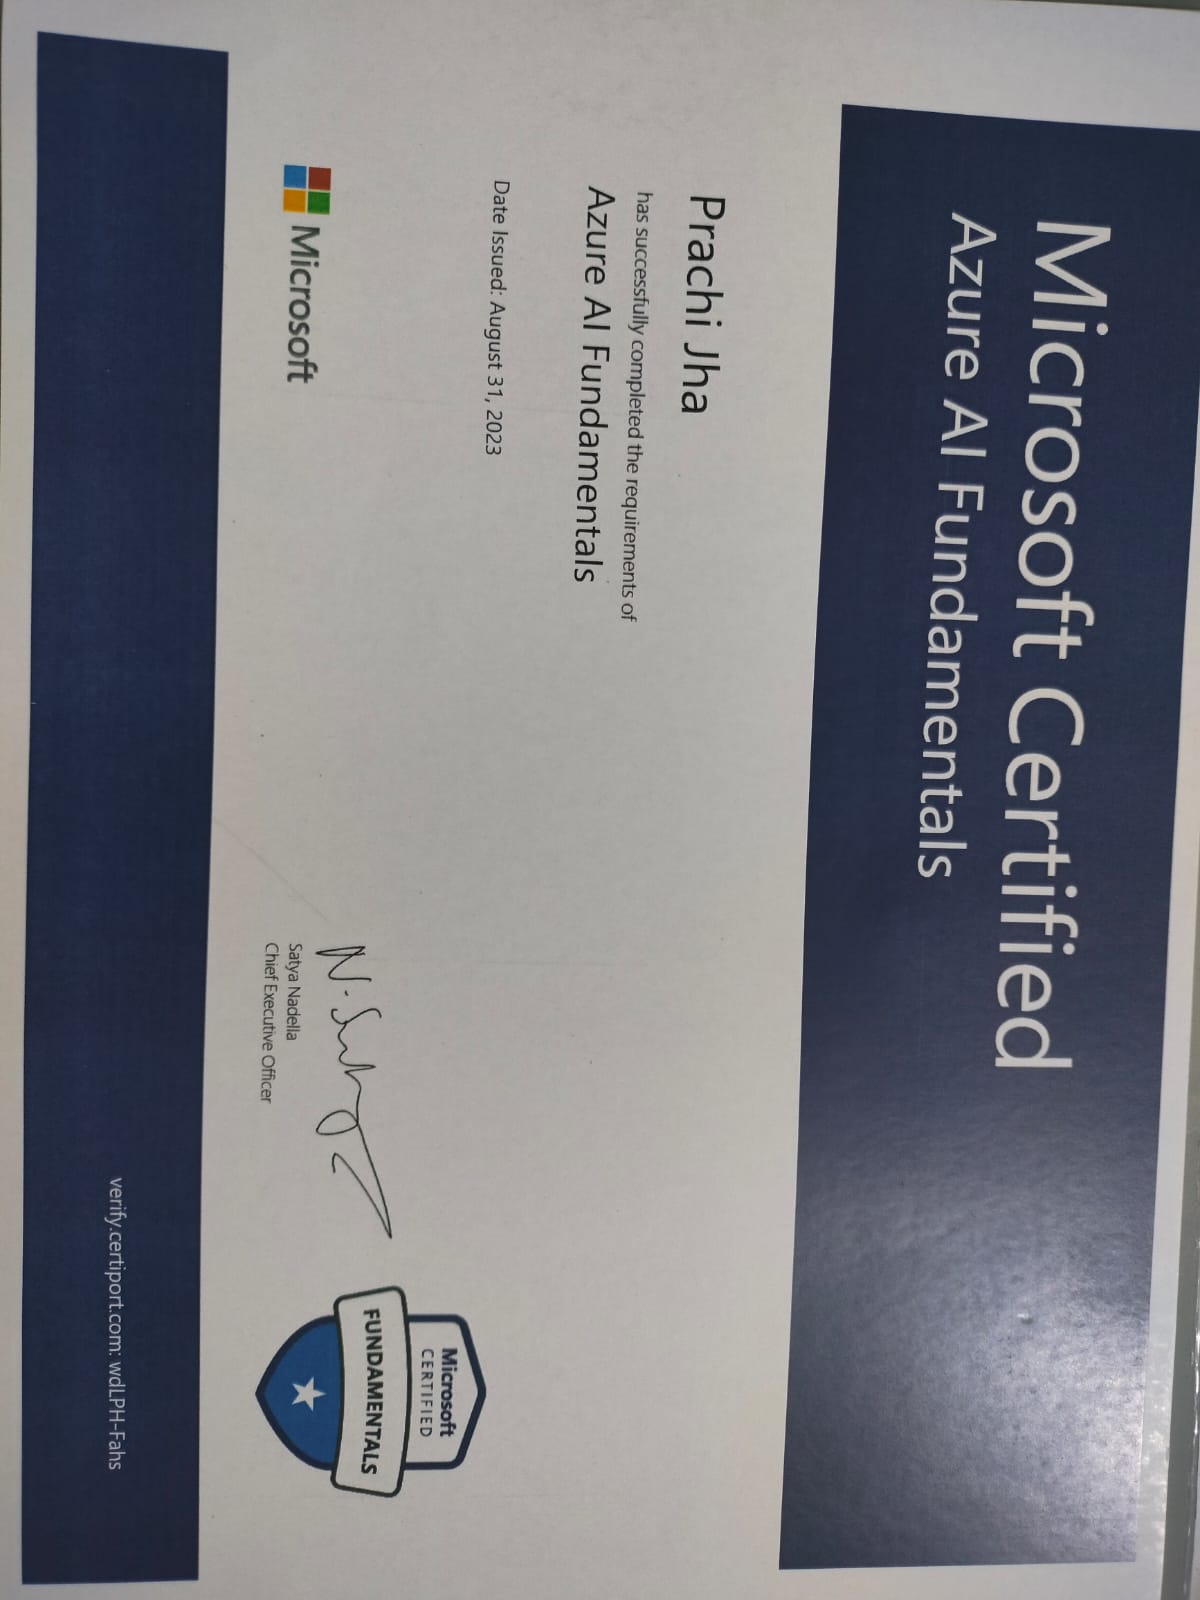 Microsoft Certified
Azure AI Fundamentals
Prachi Jha
has successfully completed the requirements of
Azure AI Fundamentals
Date Issued: August 31, 2023
Microsoft
N. Satya
Satya Nadella
Chief Executive Officer
Microsoft
CERTIFIED
FUNDAMENTALS
verify.certiport.com: wdLPH-Fahs